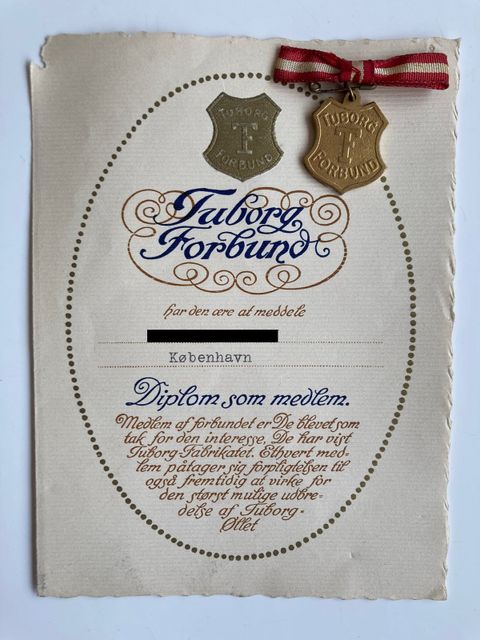 TUBORG
TF
FORBUND
TUBORG
TF
FORBUND
Tuborg
Forbund
har den ære at meddele
København
Diplom som medlem.
Medlem af forbundet er De blevet som
tak for den interesse, De har vist
Tuborg-Fabrikatet. Ethvert med-
lem påtager sig forpligtelsen til
også fremtidig at virke for
den størst mulige udbre-
delse af Tuborg-
Øllet